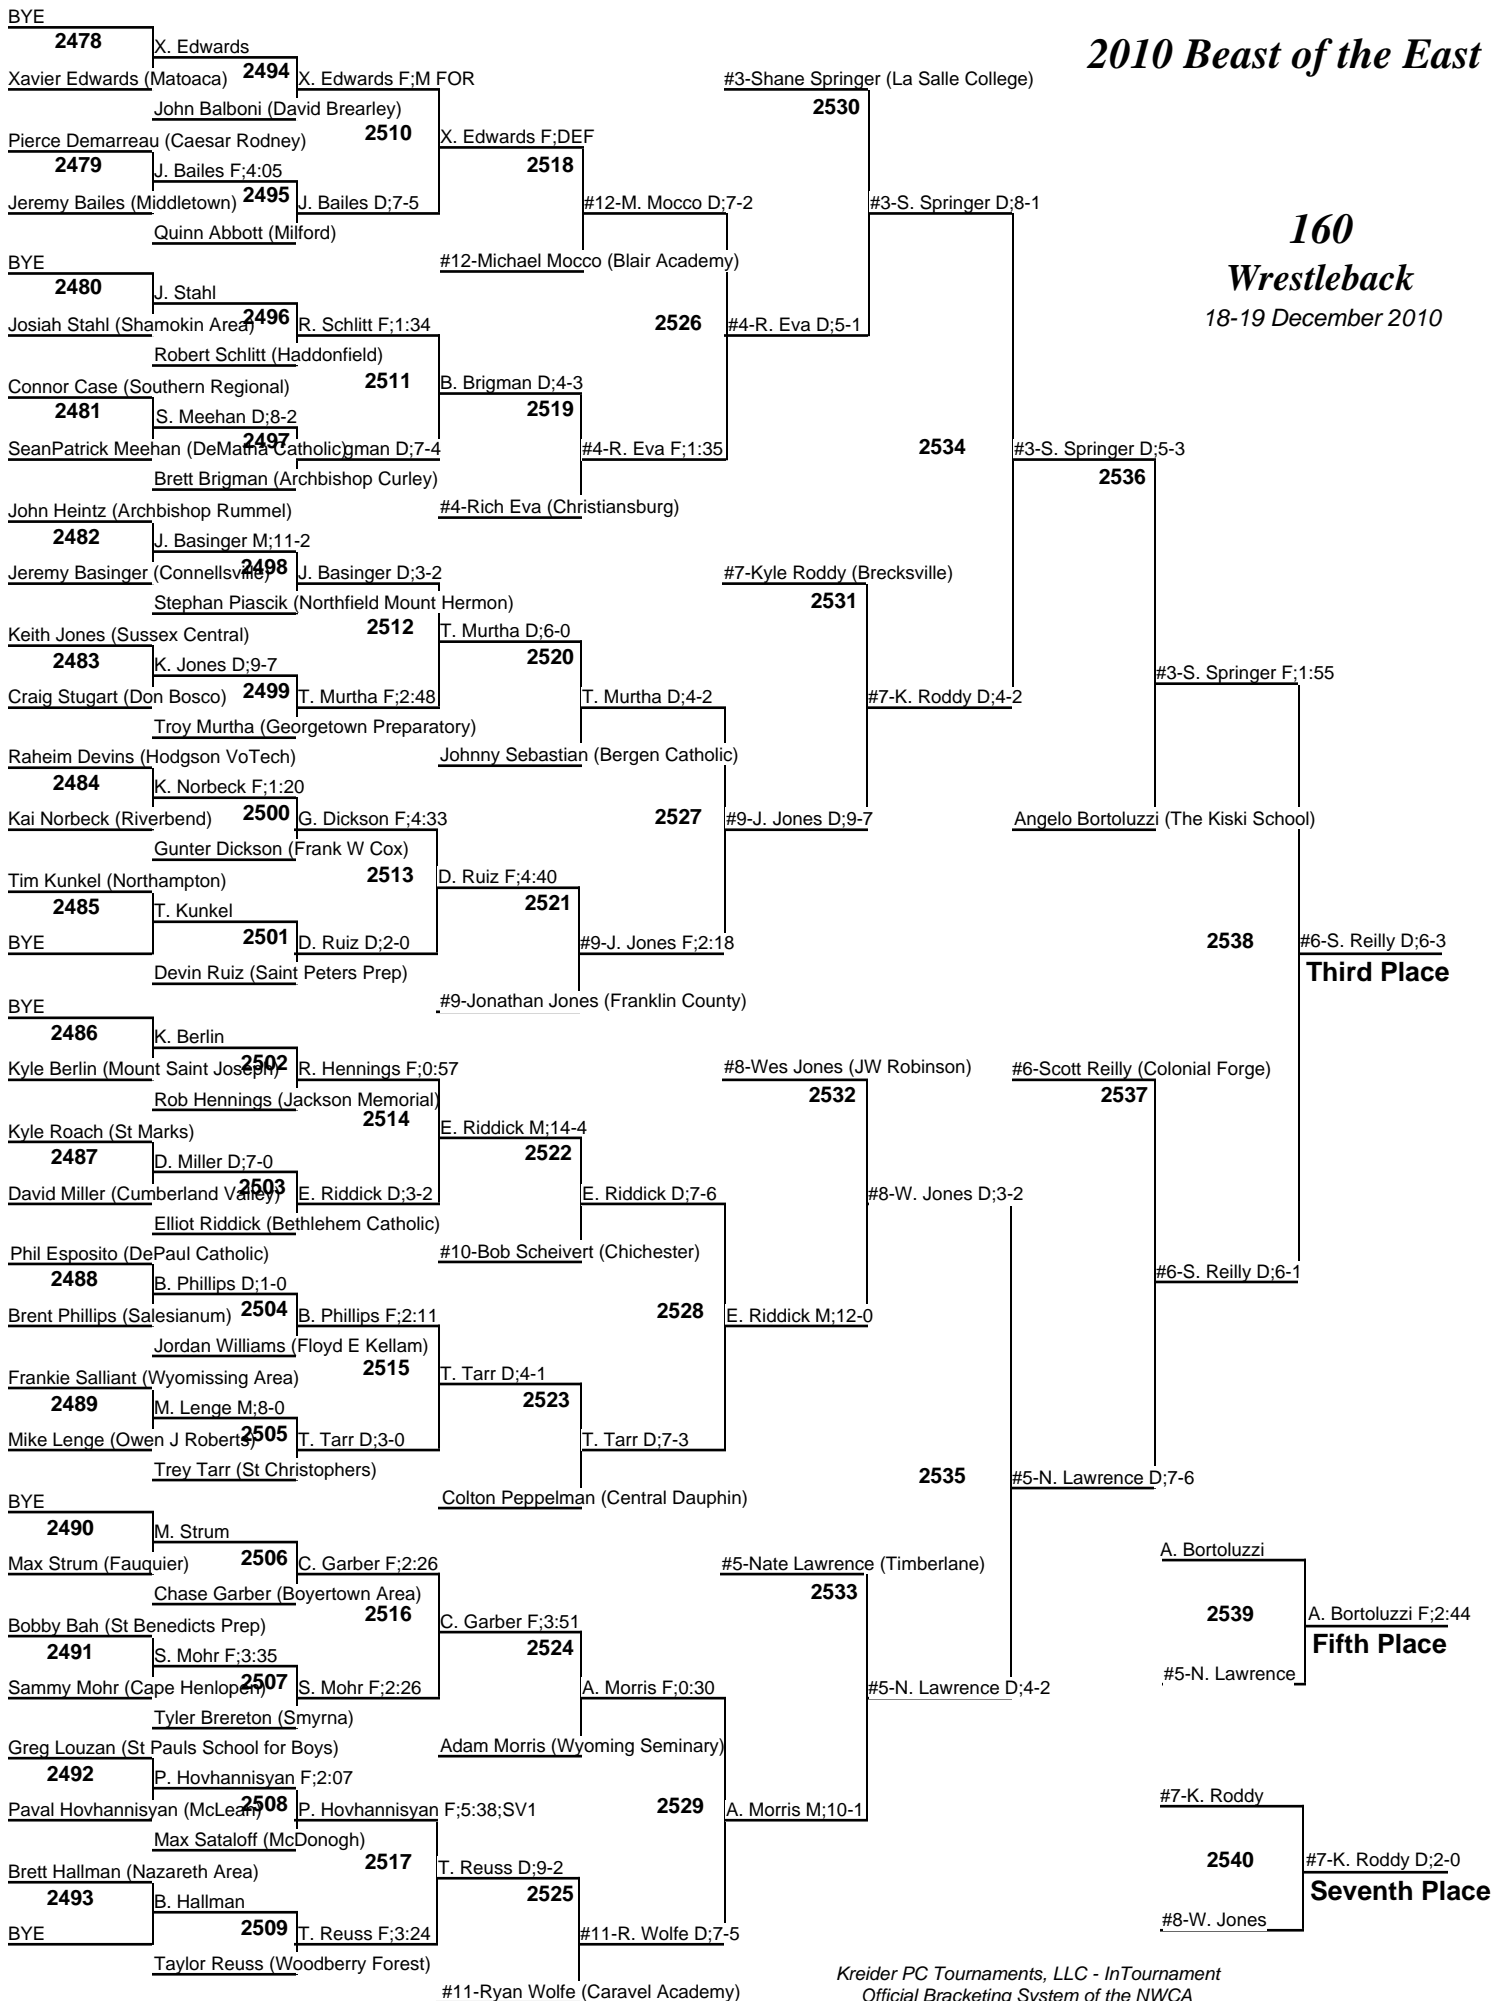 2010 Beast of the East
160
Wrestleback
18-19 December 2010
BYE
2478
X. Edwards
Xavier Edwards (Matoaca)
2494
X. Edwards F;M FOR
John Balboni (David Brearley)
2510
Pierce Demarreau (Caesar Rodney)
X. Edwards F;DEF
2479
J. Bailes F;4:05
2518
Jeremy Bailes (Middletown)
2495
J. Bailes D;7-5
#12-M. Mocco D;7-2
Quinn Abbott (Milford)
#12-Michael Mocco (Blair Academy)
BYE
2480
J. Stahl
Josiah Stahl (Shamokin Area)
2496
R. Schlitt F;1:34
2526
#4-R. Eva D;5-1
Robert Schlitt (Haddonfield)
2511
Connor Case (Southern Regional)
B. Brigman D;4-3
2481
S. Meehan D;8-2
2519
SeanPatrick Meehan (DeMatha Catholic)
2497
gman D;7-4
#4-R. Eva F;1:35
Brett Brigman (Archbishop Curley)
#4-Rich Eva (Christiansburg)
John Heintz (Archbishop Rummel)
2482
J. Basinger M;11-2
Jeremy Basinger (Connellsville)
2498
J. Basinger D;3-2
Stephan Piascik (Northfield Mount Hermon)
2512
Keith Jones (Sussex Central)
T. Murtha D;6-0
2483
K. Jones D;9-7
2520
Craig Stugart (Don Bosco)
2499
T. Murtha F;2:48
T. Murtha D;4-2
Troy Murtha (Georgetown Preparatory)
Johnny Sebastian (Bergen Catholic)
Raheim Devins (Hodgson VoTech)
2484
K. Norbeck F;1:20
Kai Norbeck (Riverbend)
2500
G. Dickson F;4:33
2527
#9-J. Jones D;9-7
Gunter Dickson (Frank W Cox)
2513
Tim Kunkel (Northampton)
D. Ruiz F;4:40
2485
T. Kunkel
2521
BYE
2501
D. Ruiz D;2-0
#9-J. Jones F;2:18
Devin Ruiz (Saint Peters Prep)
#9-Jonathan Jones (Franklin County)
BYE
2486
K. Berlin
Kyle Berlin (Mount Saint Joseph)
2502
R. Hennings F;0:57
Rob Hennings (Jackson Memorial)
2514
Kyle Roach (St Marks)
E. Riddick M;14-4
2487
D. Miller D;7-0
2522
David Miller (Cumberland Valley)
2503
E. Riddick D;3-2
E. Riddick D;7-6
Elliot Riddick (Bethlehem Catholic)
#10-Bob Scheivert (Chichester)
Phil Esposito (DePaul Catholic)
2488
B. Phillips D;1-0
Brent Phillips (Salesianum)
2504
B. Phillips F;2:11
2528
E. Riddick M;12-0
Jordan Williams (Floyd E Kellam)
2515
Frankie Salliant (Wyomissing Area)
T. Tarr D;4-1
2489
M. Lenge M;8-0
2523
Mike Lenge (Owen J Roberts)
2505
T. Tarr D;3-0
T. Tarr D;7-3
Trey Tarr (St Christophers)
Colton Peppelman (Central Dauphin)
BYE
2490
M. Strum
Max Strum (Fauquier)
2506
C. Garber F;2:26
Chase Garber (Boyertown Area)
2516
Bobby Bah (St Benedicts Prep)
C. Garber F;3:51
2491
S. Mohr F;3:35
2524
Sammy Mohr (Cape Henlopen)
2507
S. Mohr F;2:26
A. Morris F;0:30
Tyler Brereton (Smyrna)
Adam Morris (Wyoming Seminary)
Greg Louzan (St Pauls School for Boys)
2492
P. Hovhannisyan F;2:07
Paval Hovhannisyan (McLean)
2508
P. Hovhannisyan F;5:38;SV1
2529
A. Morris M;10-1
Max Sataloff (McDonogh)
2517
Brett Hallman (Nazareth Area)
T. Reuss D;9-2
2493
B. Hallman
2525
BYE
2509
T. Reuss F;3:24
#11-R. Wolfe D;7-5
Taylor Reuss (Woodberry Forest)
#11-Ryan Wolfe (Caravel Academy)
#3-Shane Springer (La Salle College)
2530
#3-S. Springer D;8-1
2534
#3-S. Springer D;5-3
2536
#7-Kyle Roddy (Brecksville)
2531
#7-K. Roddy D;4-2
#3-S. Springer F;1:55
Angelo Bortoluzzi (The Kiski School)
2538
#6-S. Reilly D;6-3
Third Place
#8-Wes Jones (JW Robinson)
2532
#6-Scott Reilly (Colonial Forge)
2537
#8-W. Jones D;3-2
#6-S. Reilly D;6-1
2535
#5-N. Lawrence D;7-6
#5-Nate Lawrence (Timberlane)
2533
#5-N. Lawrence D;4-2
A. Bortoluzzi
2539
A. Bortoluzzi F;2:44
Fifth Place
#5-N. Lawrence
#7-K. Roddy
2540
#7-K. Roddy D;2-0
Seventh Place
#8-W. Jones
Kreider PC Tournaments, LLC - InTournament
Official Bracketing System of the NWCA